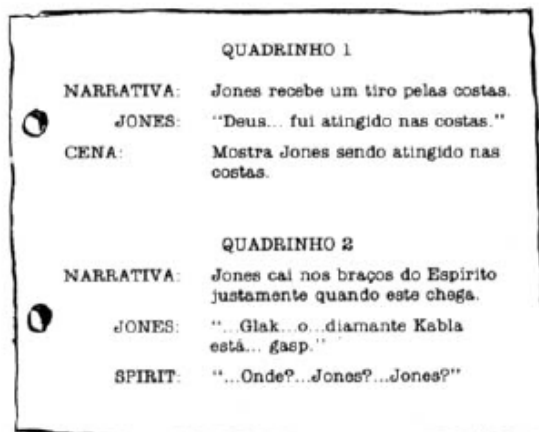 QUADRINHO 1
NARRATIVA: Jones recebe um tiro pelas costas.
JONES: "Deus... fui atingido nas costas."
CENA: Mostra Jones sendo atingido nas
costas.
QUADRINHO 2
NARRATIVA: Jones cai nos braços do Espírito
justamente quando este chega.
JONES: "...Glak...o...diamante Kabla
está... gasp."
SPIRIT: "...Onde?...Jones?...Jones?"